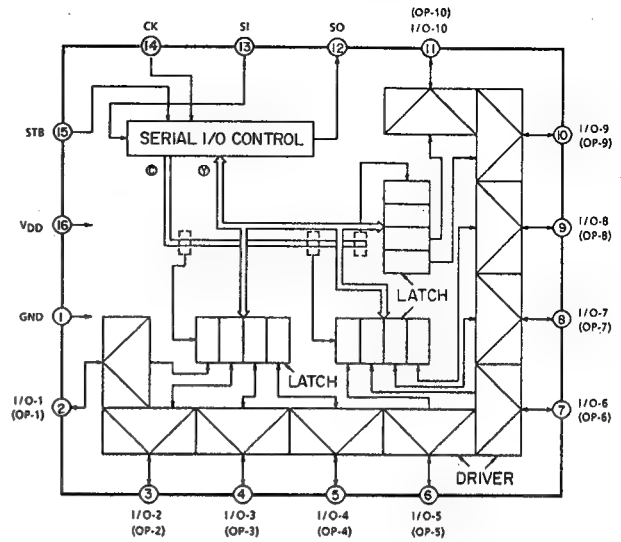 (OP-10)
CK SI SO I/O-10
14 13 12 11
STB 15
SERIAL I/O CONTROL
10 I/O-9
(OP-9)
Ⓒ Ⓨ
VDD 16
9 I/O-8
(OP-8)
LATCH
GND 1
8 I/O-7
(OP-7)
LATCH
I/O-1 2
(OP-1)
7 I/O-6
(OP-6)
DRIVER
3 4 5 6
I/O-2 I/O-3 I/O-4 I/O-5
(OP-2) (OP-3) (OP-4) (OP-5)